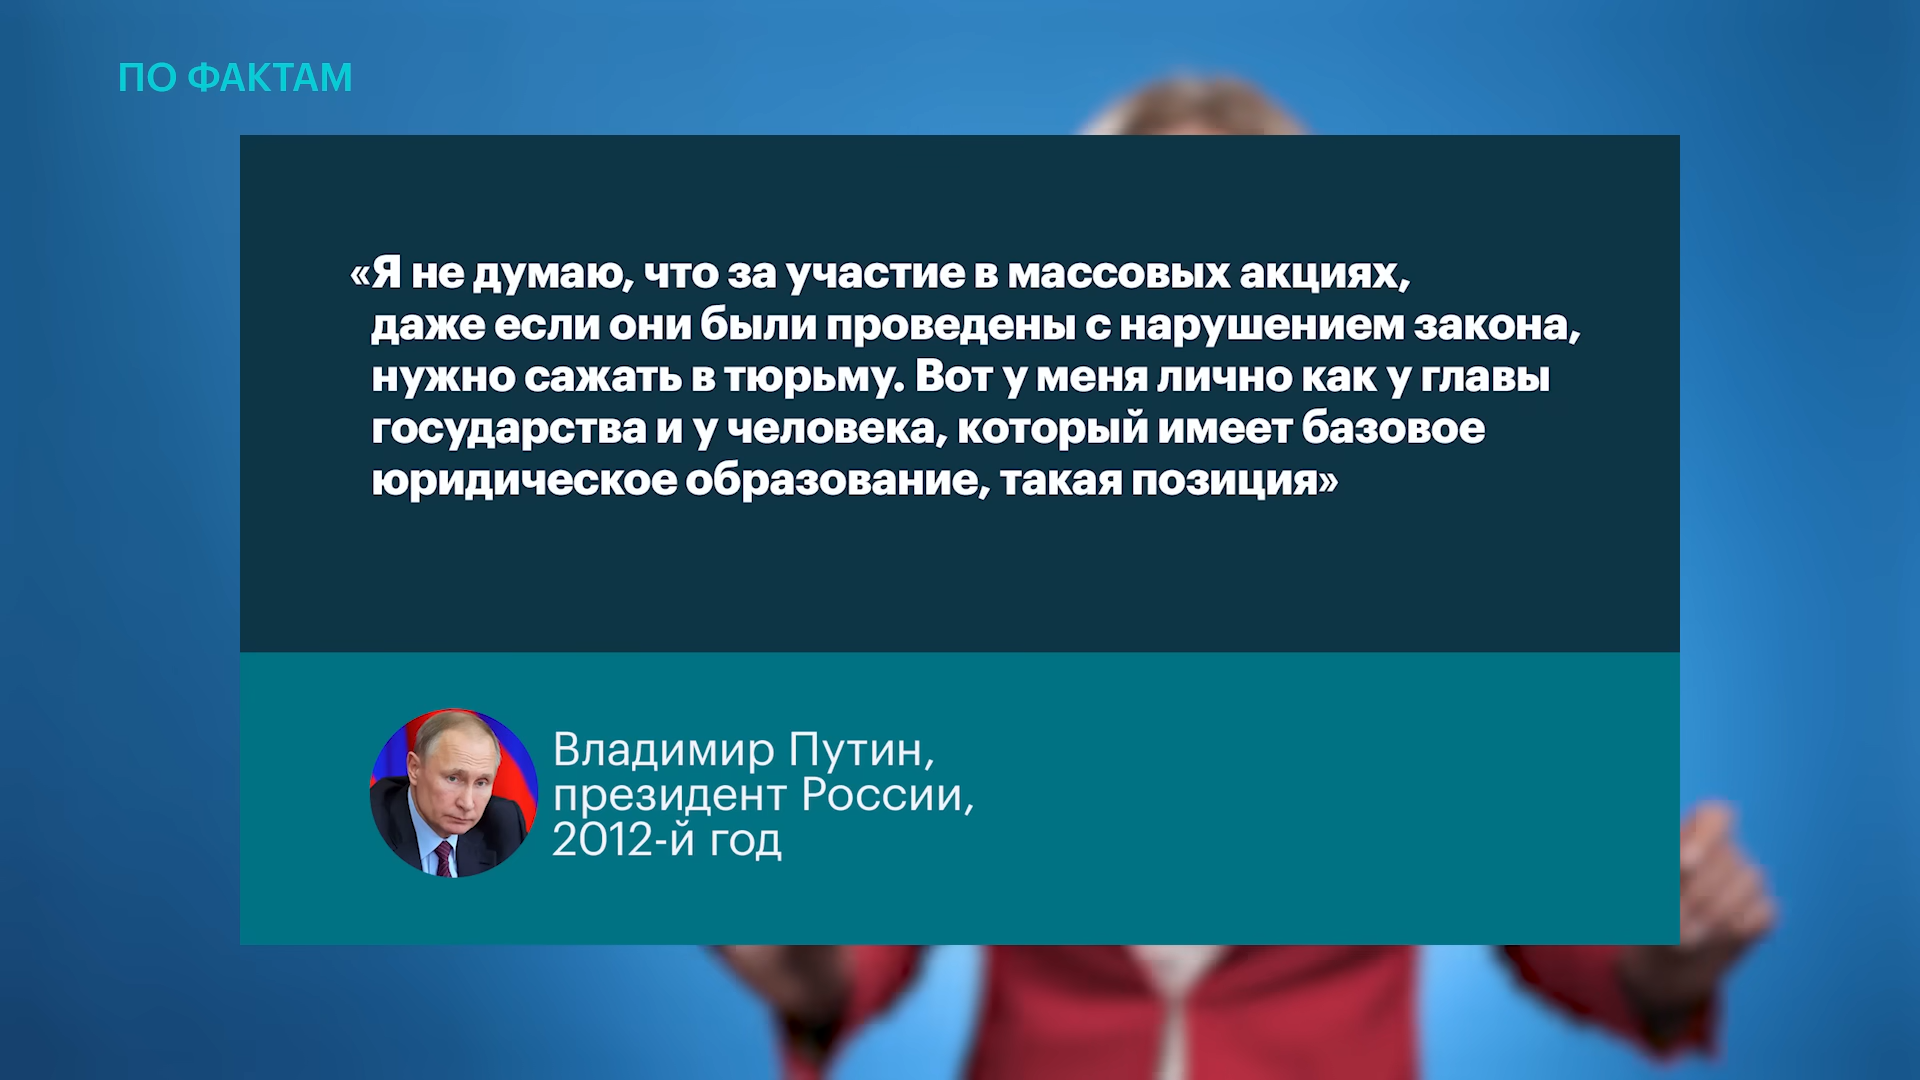 ПО ФАКТАМ
«Я не думаю, что за участие в массовых акциях,
даже если они были проведены с нарушением закона,
нужно сажать в тюрьму. Вот у меня лично как у главы
государства и у человека, который имеет базовое
юридическое образование, такая позиция»
Владимир Путин,
президент России,
2012-й год